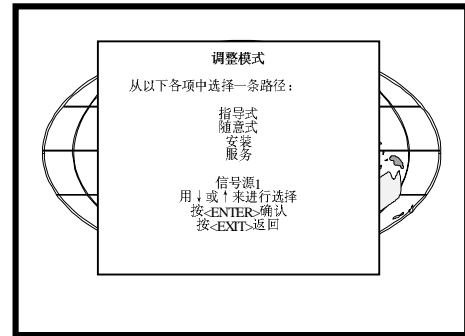 调整模式
从以下各项中选择一条路径：
指导式
随意式
安装
服务
信号源1
用↓或↑来进行选择
按<ENTER>确认
按<EXIT>返回